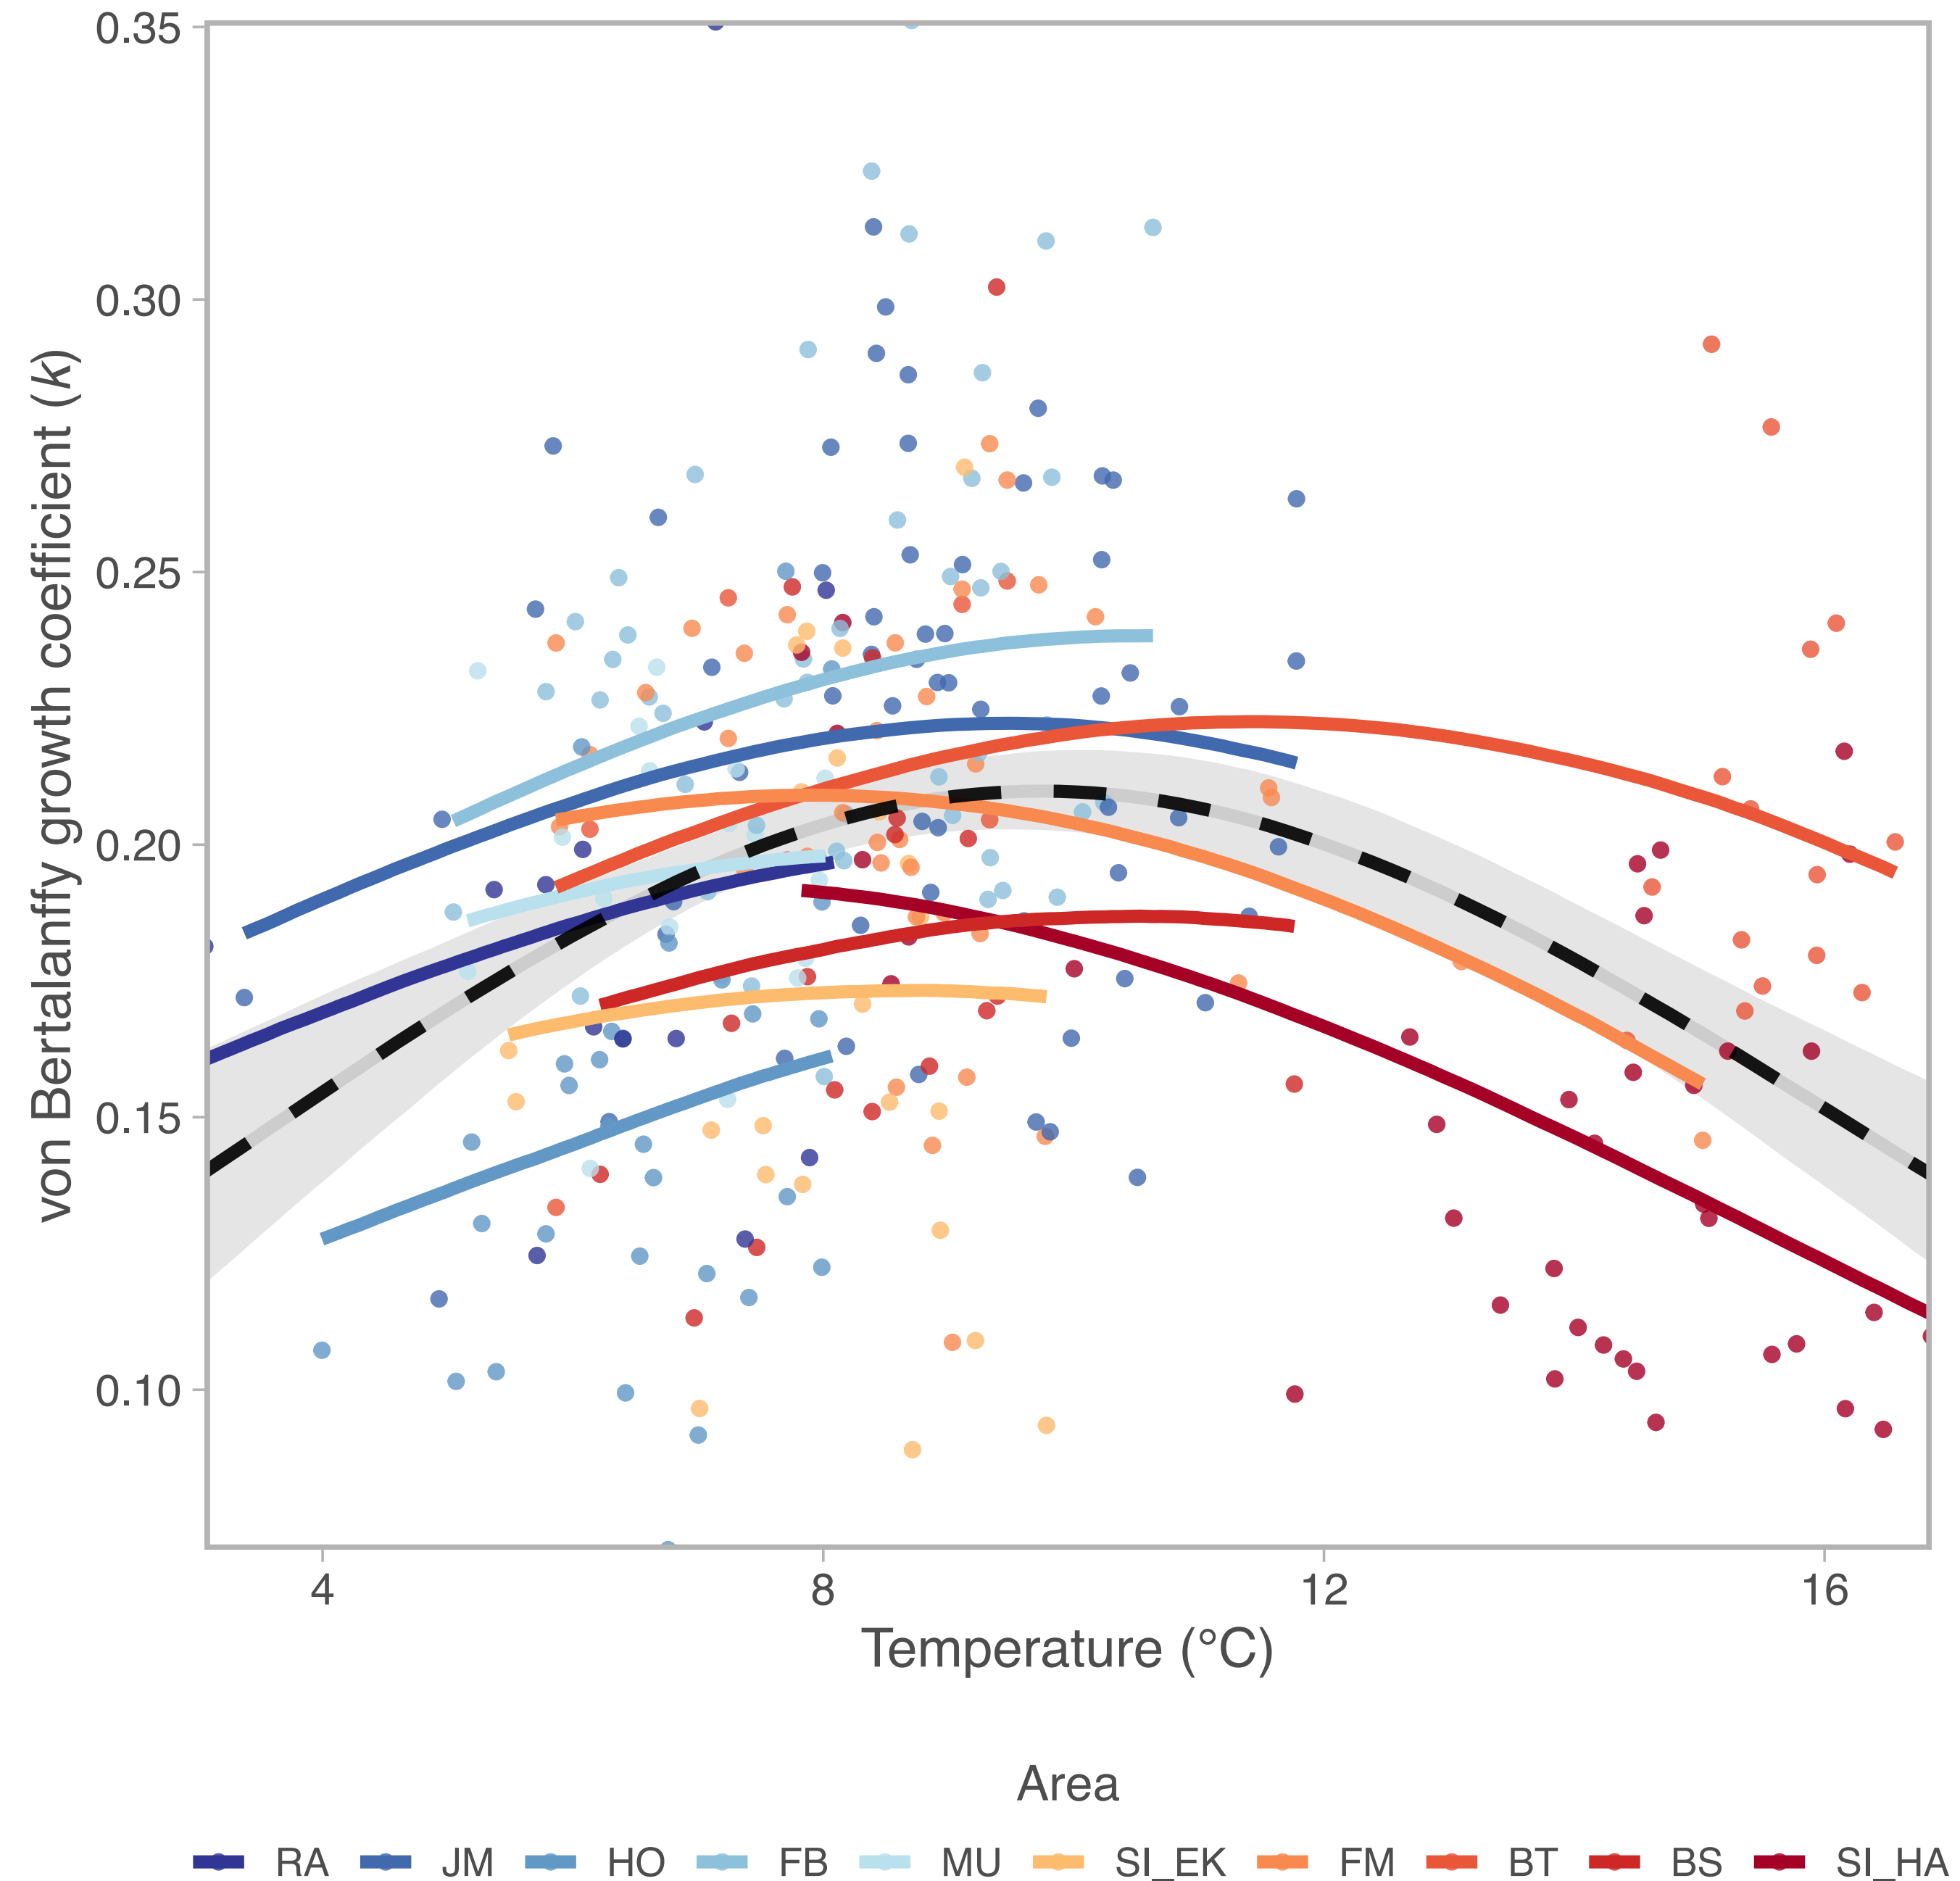 0.35
0.30
0.25
0.20
0.15
0.10
von Bertalanffy growth coefficient (k)
4 8 12 16
Temperature (°C)
Area
RA JM HO FB MU SI_EK FM BT BS SI_HA